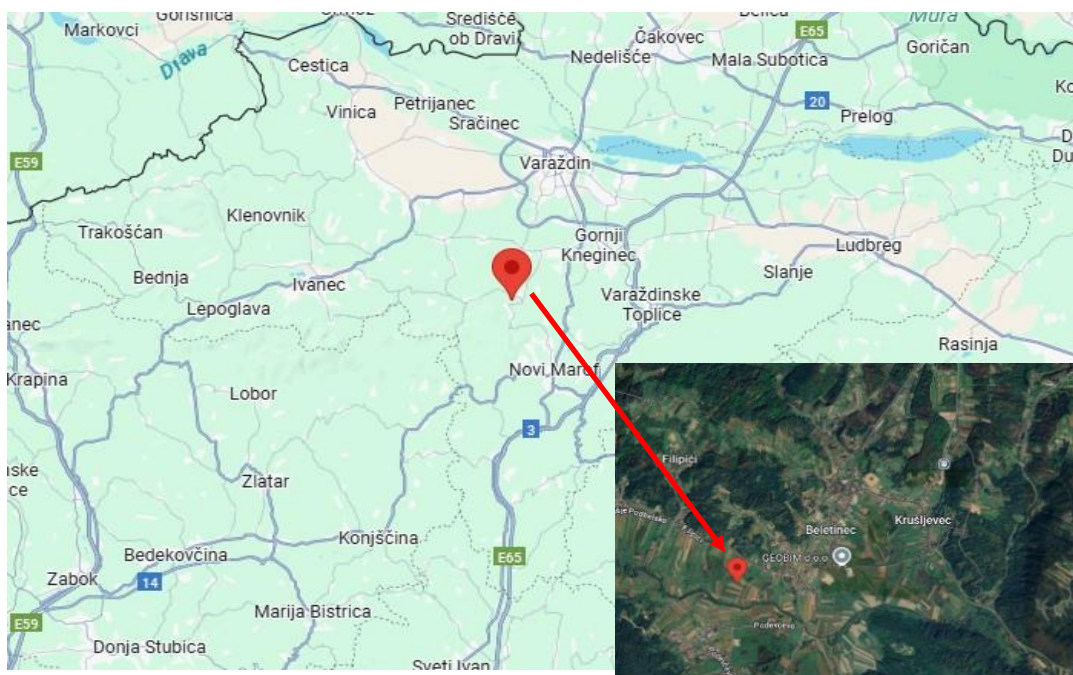 Markovci
Središče
ob Dravi
Mura
Drava
E65
Čakovec
Nedelišće
Mala Subotica
Goričan
Cestica
Vinica
Petrijanec
Sračinec
20
Prelog
E59
Varaždin
Klenovnik
Trakošćan
Gornji
Kneginec
Ludbreg
Bednja
Ivanec
Slanje
Lepoglava
Varaždinske
Toplice
Rasinja
Krapina
Novi Marof
Lobor
3
Zlatar
Konjščina
Bedekovčina
E65
Zabok
14
E59
Marija Bistrica
Donja Stubica
Sveti Ivan
Filipići
Beletinec
Krušljevec
GEOBIM d.o.o.
Podevčevo